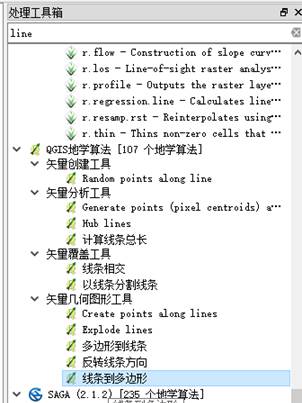 处理工具箱
line
r.flow - Construction of slope curv…
r.los - Line-of-sight raster analys…
r.profile - Outputs the raster laye…
r.regression.line - Calculates line…
r.resamp.rst - Reinterpolates using…
r.thin - Thins non-zero cells that …
QGIS地学算法 [107 个地学算法]
矢量创建工具
Random points along line
矢量分析工具
Generate points (pixel centroids) a…
Hub lines
计算线条总长
矢量覆盖工具
线条相交
以线条分割线条
矢量几何图形工具
Create points along lines
Explode lines
多边形到线条
反转线条方向
线条到多边形
SAGA (2.1.2) [235 个地学算法]